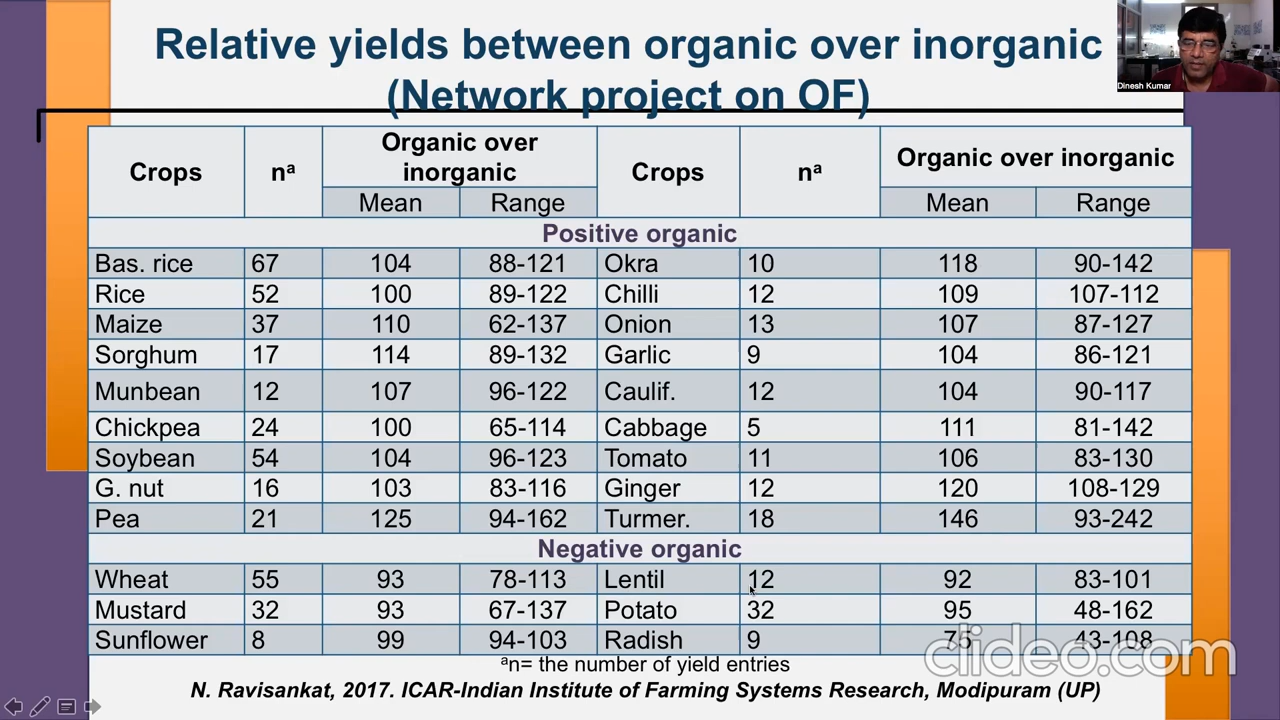 Relative yields between organic over inorganic
(Network project on OF)
Dinesh Kumar
Crops nᵃ Organic over inorganic Crops nᵃ Organic over inorganic
Mean Range Mean Range
Positive organic
Bas. rice 67 104 88-121 Okra 10 118 90-142
Rice 52 100 89-122 Chilli 12 109 107-112
Maize 37 110 62-137 Onion 13 107 87-127
Sorghum 17 114 89-132 Garlic 9 104 86-121
Munbean 12 107 96-122 Caulif. 12 104 90-117
Chickpea 24 100 65-114 Cabbage 5 111 81-142
Soybean 54 104 96-123 Tomato 11 106 83-130
G. nut 16 103 83-116 Ginger 12 120 108-129
Pea 21 125 94-162 Turmer. 18 146 93-242
Negative organic
Wheat 55 93 78-113 Lentil 12 92 83-101
Mustard 32 93 67-137 Potato 32 95 48-162
Sunflower 8 99 94-103 Radish 9 43-108
clideo.com
ᵃn= the number of yield entries
N. Ravisankat, 2017. ICAR-Indian Institute of Farming Systems Research, Modipuram (UP)